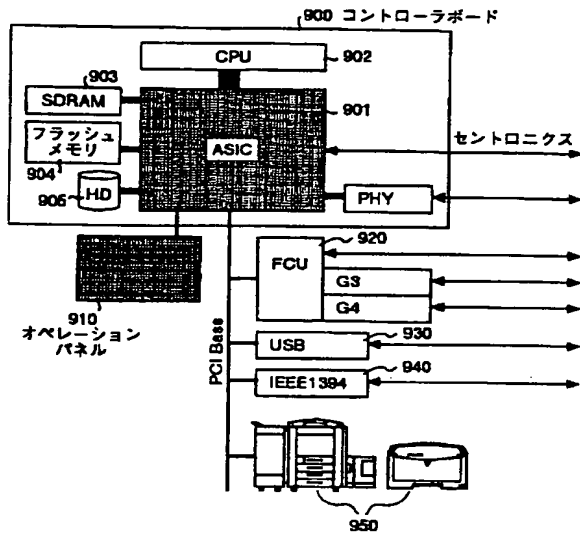 900 コントローラボード
CPU
902
903
SDRAM
901
フラッシュ
メモリ
904
ASIC
セントロニクス
905
HD
PHY
920
FCU
G3
G4
910
オペレーション
パネル
PCI Bass
930
USB
940
IEEE1394
950